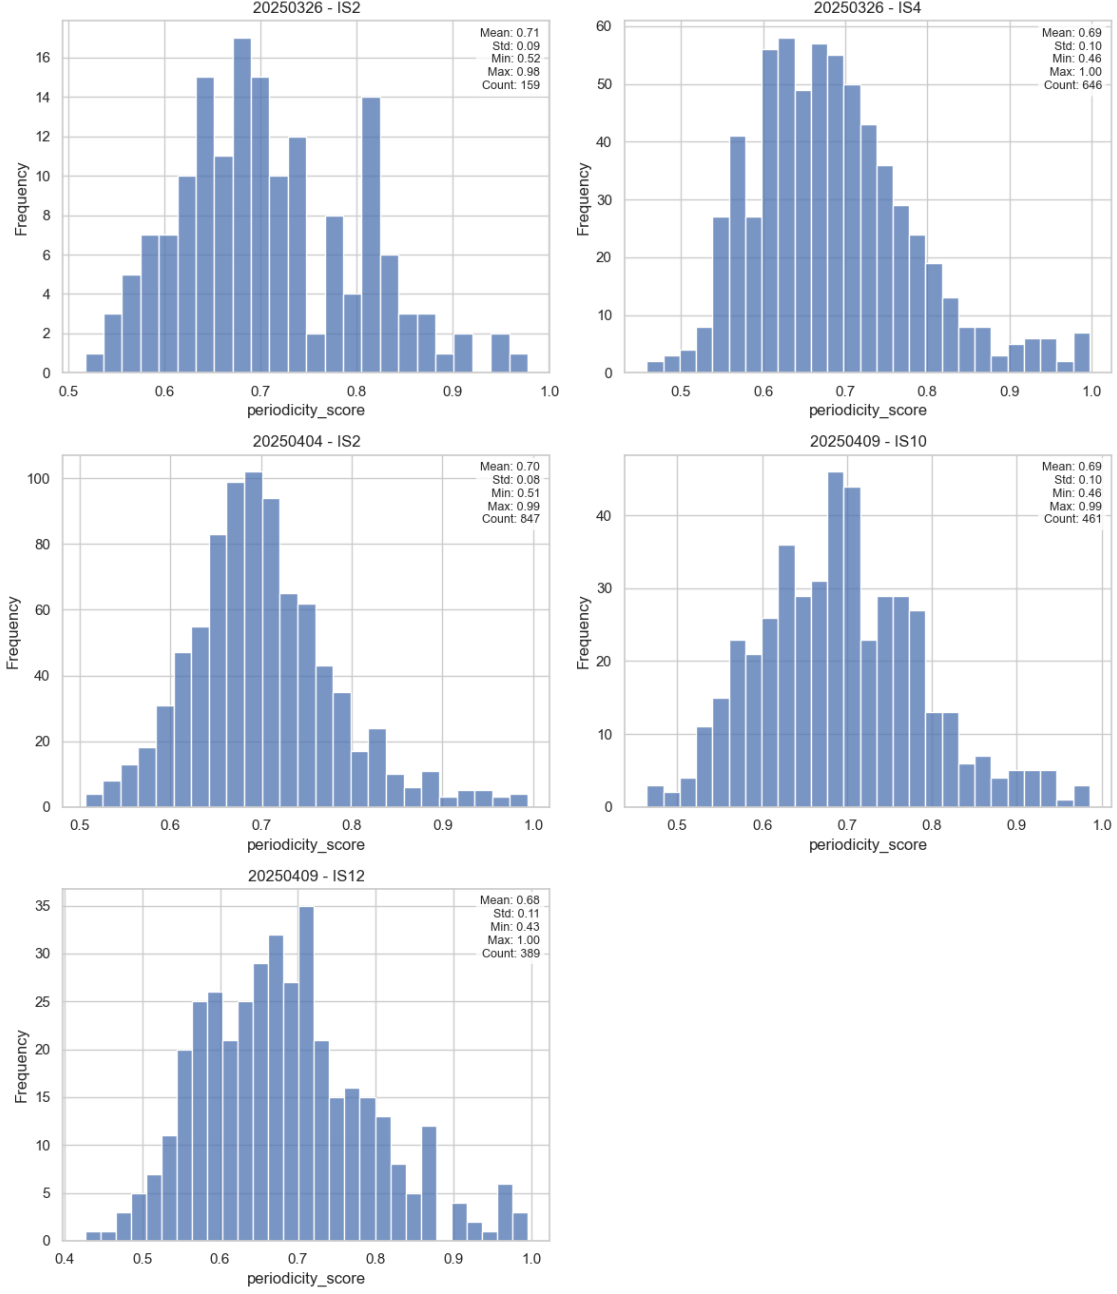 20250326 - IS2
Mean: 0.71
Std: 0.09
Min: 0.52
Max: 0.98
Count: 159
16
14
12
10
8
6
4
2
0
Frequency
0.5 0.6 0.7 0.8 0.9 1.0
periodicity_score
20250326 - IS4
Mean: 0.69
Std: 0.10
Min: 0.46
Max: 1.00
Count: 646
60
50
40
30
20
10
0
Frequency
0.5 0.6 0.7 0.8 0.9 1.0
periodicity_score
20250404 - IS2
Mean: 0.70
Std: 0.08
Min: 0.51
Max: 0.99
Count: 847
100
80
60
40
20
0
Frequency
0.5 0.6 0.7 0.8 0.9 1.0
periodicity_score
20250409 - IS10
Mean: 0.69
Std: 0.10
Min: 0.46
Max: 0.99
Count: 461
40
30
20
10
0
Frequency
0.5 0.6 0.7 0.8 0.9 1.0
periodicity_score
20250409 - IS12
Mean: 0.68
Std: 0.11
Min: 0.43
Max: 1.00
Count: 389
35
30
25
20
15
10
5
0
Frequency
0.4 0.5 0.6 0.7 0.8 0.9 1.0
periodicity_score